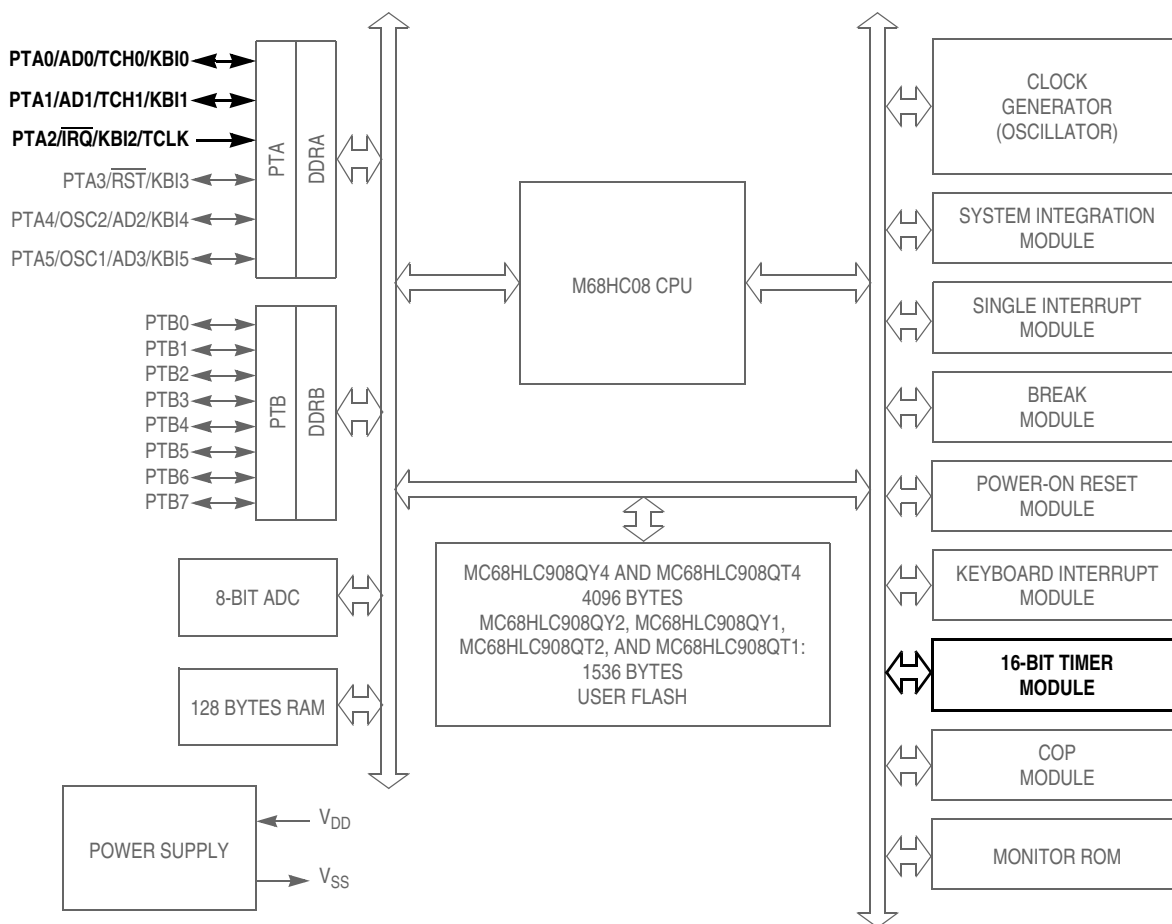 PTA0/AD0/TCH0/KBI0
PTA1/AD1/TCH1/KBI1
PTA2/IRQ/KBI2/TCLK
PTA3/RST/KBI3
PTA4/OSC2/AD2/KBI4
PTA5/OSC1/AD3/KBI5
PTA
DDRA
PTB0
PTB1
PTB2
PTB3
PTB4
PTB5
PTB6
PTB7
PTB
DDRB
8-BIT ADC
128 BYTES RAM
POWER SUPPLY
VDD
VSS
M68HC08 CPU
MC68HLC908QY4 AND MC68HLC908QT4
4096 BYTES
MC68HLC908QY2, MC68HLC908QY1,
MC68HLC908QT2, AND MC68HLC908QT1:
1536 BYTES
USER FLASH
CLOCK
GENERATOR
(OSCILLATOR)
SYSTEM INTEGRATION
MODULE
SINGLE INTERRUPT
MODULE
BREAK
MODULE
POWER-ON RESET
MODULE
KEYBOARD INTERRUPT
MODULE
16-BIT TIMER
MODULE
COP
MODULE
MONITOR ROM